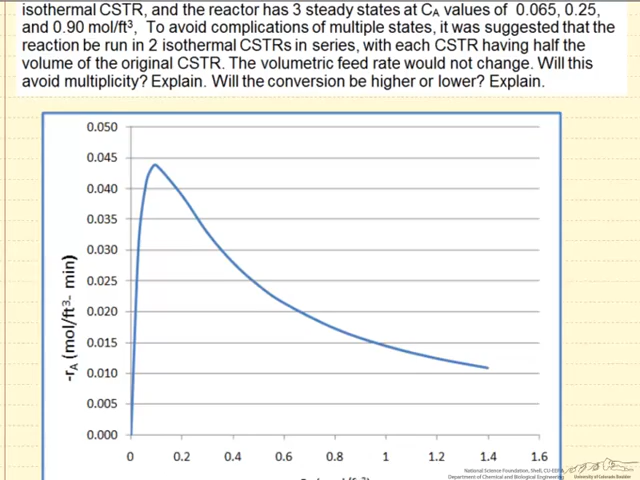 isothermal CSTR, and the reactor has 3 steady states at CA values of 0.065, 0.25,
and 0.90 mol/ft³, To avoid complications of multiple states, it was suggested that the
reaction be run in 2 isothermal CSTRs in series, with each CSTR having half the
volume of the original CSTR. The volumetric feed rate would not change. Will this
avoid multiplicity? Explain. Will the conversion be higher or lower? Explain.
0.050
0.045
0.040
0.035
0.030
0.025
0.020
0.015
0.010
0.005
0.000
-rA (mol/ft³- min)
0 0.2 0.4 0.6 0.8 1 1.2 1.4 1.6
National Science Foundation, Shell, CU-EEF
Department of Chemical and Biological Engineering
University of Colorado Boulder